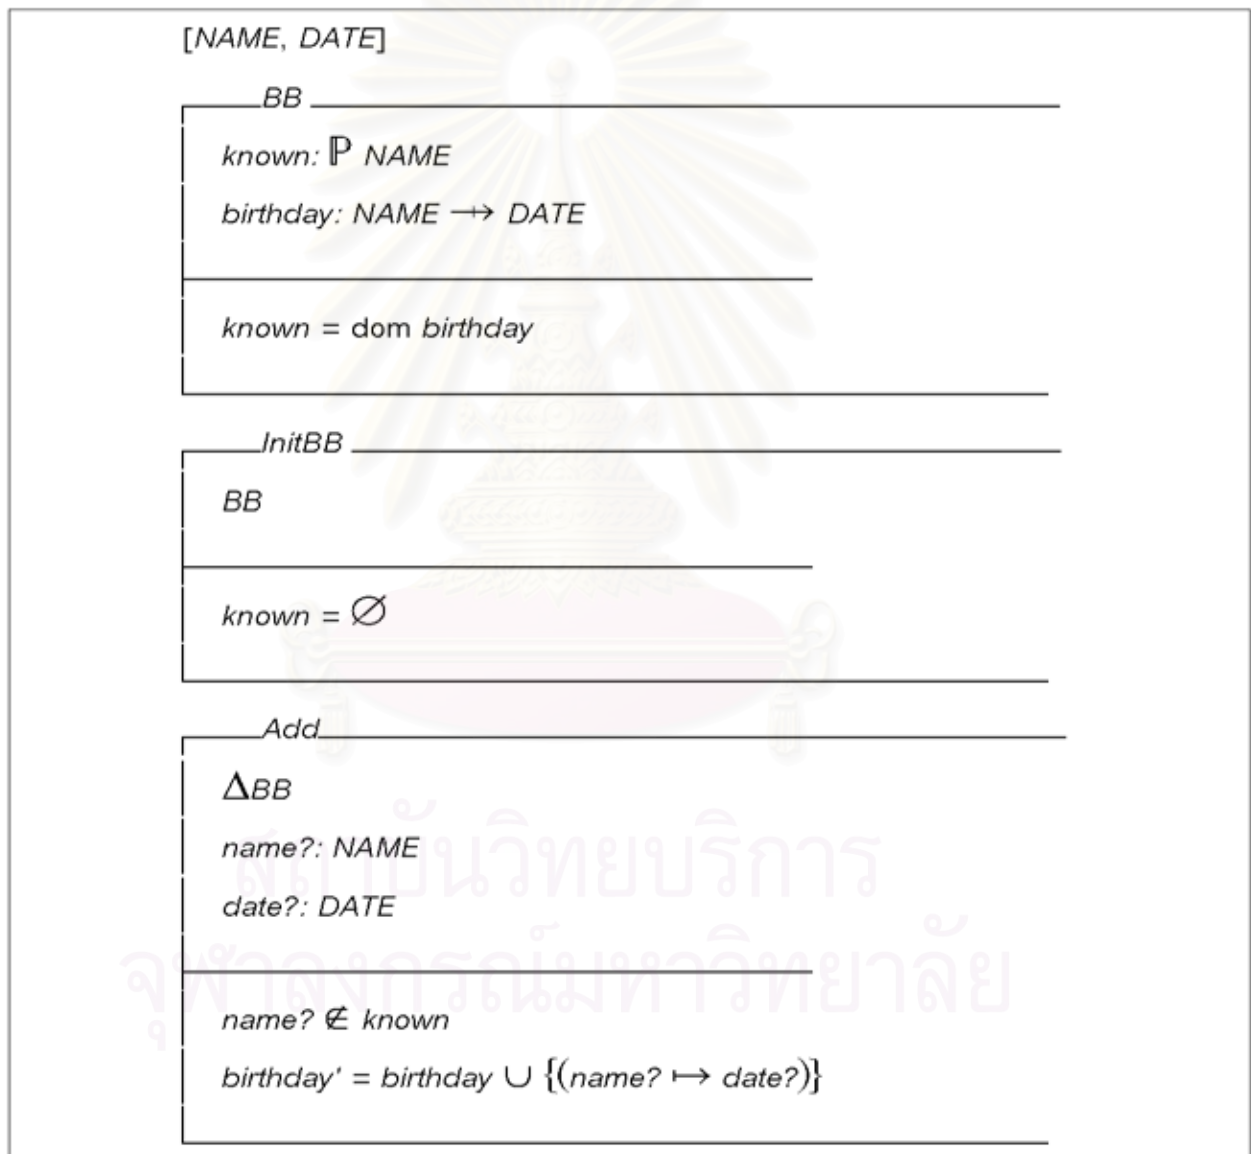 [NAME, DATE]
BB
known: ℙ NAME
birthday: NAME ⇸ DATE
known = dom birthday
InitBB
BB
known = ∅
Add
ΔBB
name?: NAME
date?: DATE
สถาบันวิทยบริการ
จุฬาลงกรณ์มหาวิทยาลัย
name? ∉ known
birthday' = birthday ∪ {(name? ↦ date?)}